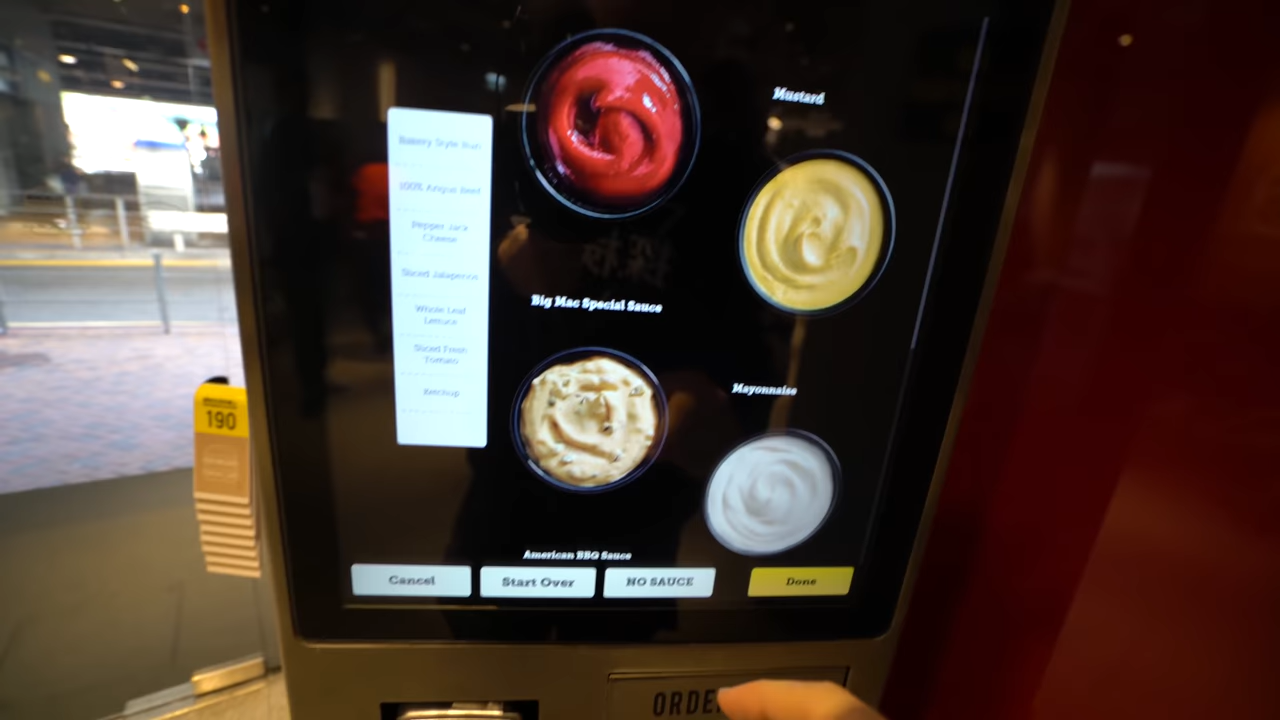 Mustard
Bakery Style Bun
100% Angus Beef
Pepper Jack
Cheese
Sliced Jalapenos
Whole Leaf
Lettuce
Sliced Fresh
Tomato
Ketchup
Big Mac Special Sauce
Mayonnaise
American BBQ Sauce
Cancel
Start Over
NO SAUCE
Done
190